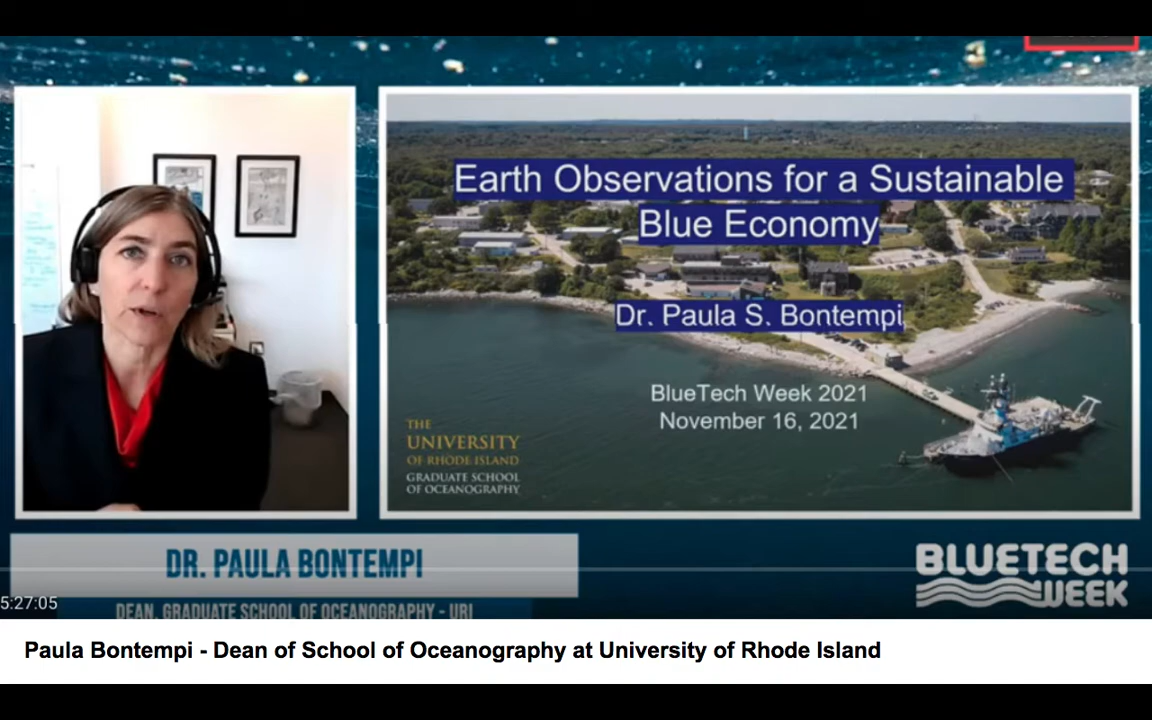 Earth Observations for a Sustainable
Blue Economy
Dr. Paula S. Bontempi
BlueTech Week 2021
November 16, 2021
THE
UNIVERSITY
OF RHODE ISLAND
GRADUATE SCHOOL
OF OCEANOGRAPHY
DR. PAULA BONTEMPI
DEAN, GRADUATE SCHOOL OF OCEANOGRAPHY - URI
BLUETECH
WEEK
5:27:05
Paula Bontempi - Dean of School of Oceanography at University of Rhode Island